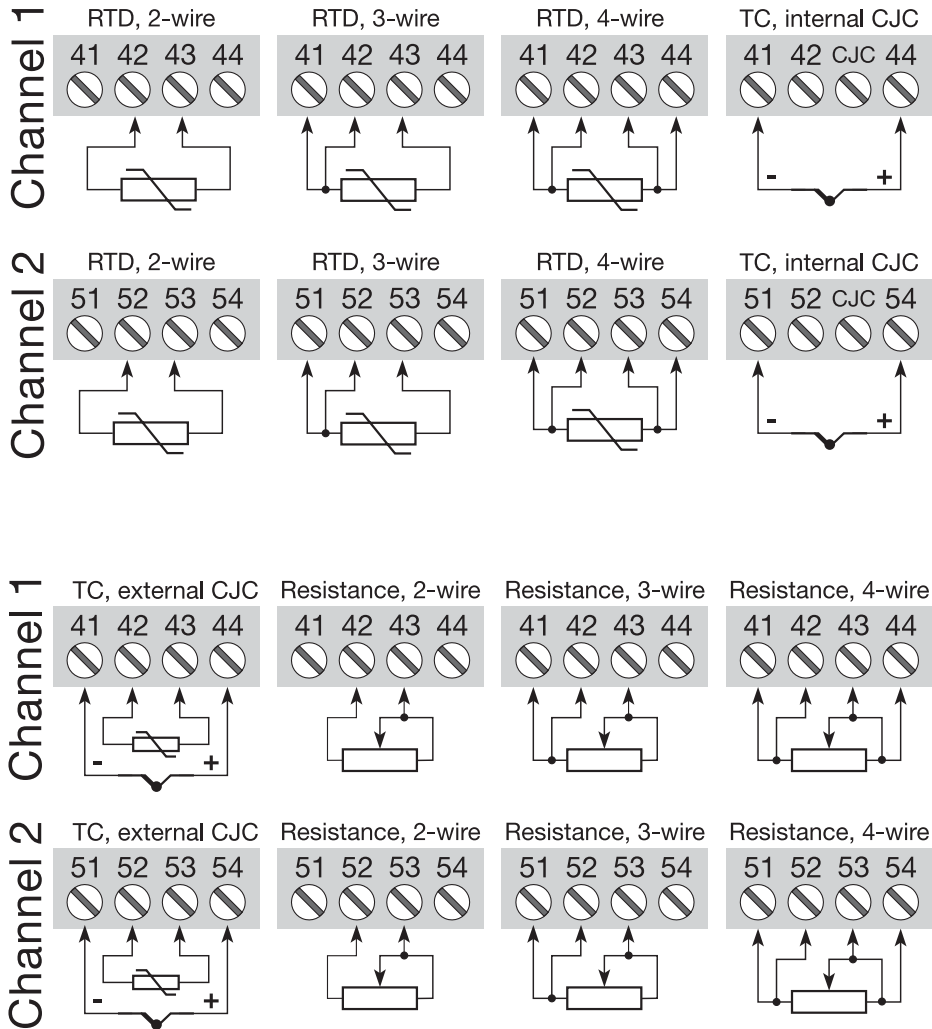 Channel 1
RTD, 2-wire
41 42 43 44
RTD, 3-wire
41 42 43 44
RTD, 4-wire
41 42 43 44
TC, internal CJC
41 42 CJC 44
- +
Channel 2
RTD, 2-wire
51 52 53 54
RTD, 3-wire
51 52 53 54
RTD, 4-wire
51 52 53 54
TC, internal CJC
51 52 CJC 54
- +
Channel 1
TC, external CJC
41 42 43 44
- +
Resistance, 2-wire
41 42 43 44
Resistance, 3-wire
41 42 43 44
Resistance, 4-wire
41 42 43 44
Channel 2
TC, external CJC
51 52 53 54
- +
Resistance, 2-wire
51 52 53 54
Resistance, 3-wire
51 52 53 54
Resistance, 4-wire
51 52 53 54